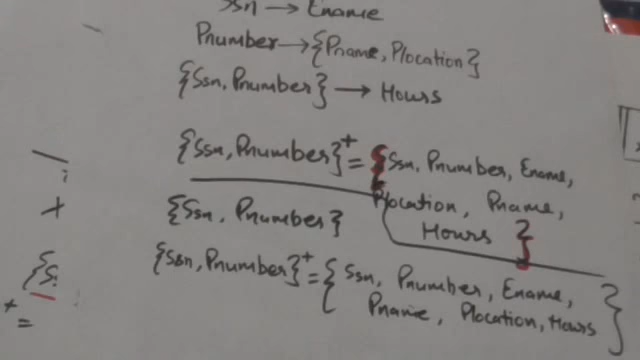 Ssn → Ename
Pnumber → {Pname, Plocation}
{Ssn, Pnumber} → Hours
{Ssn, Pnumber}+ = {Ssn, Pnumber, Ename,
Plocation, Pname,
Hours }
{Ssn, Pnumber}
{Ssn, Pnumber}+ = { Ssn, Pnumber, Ename,
Pname, Plocation, Hours }
+
{S
+
=